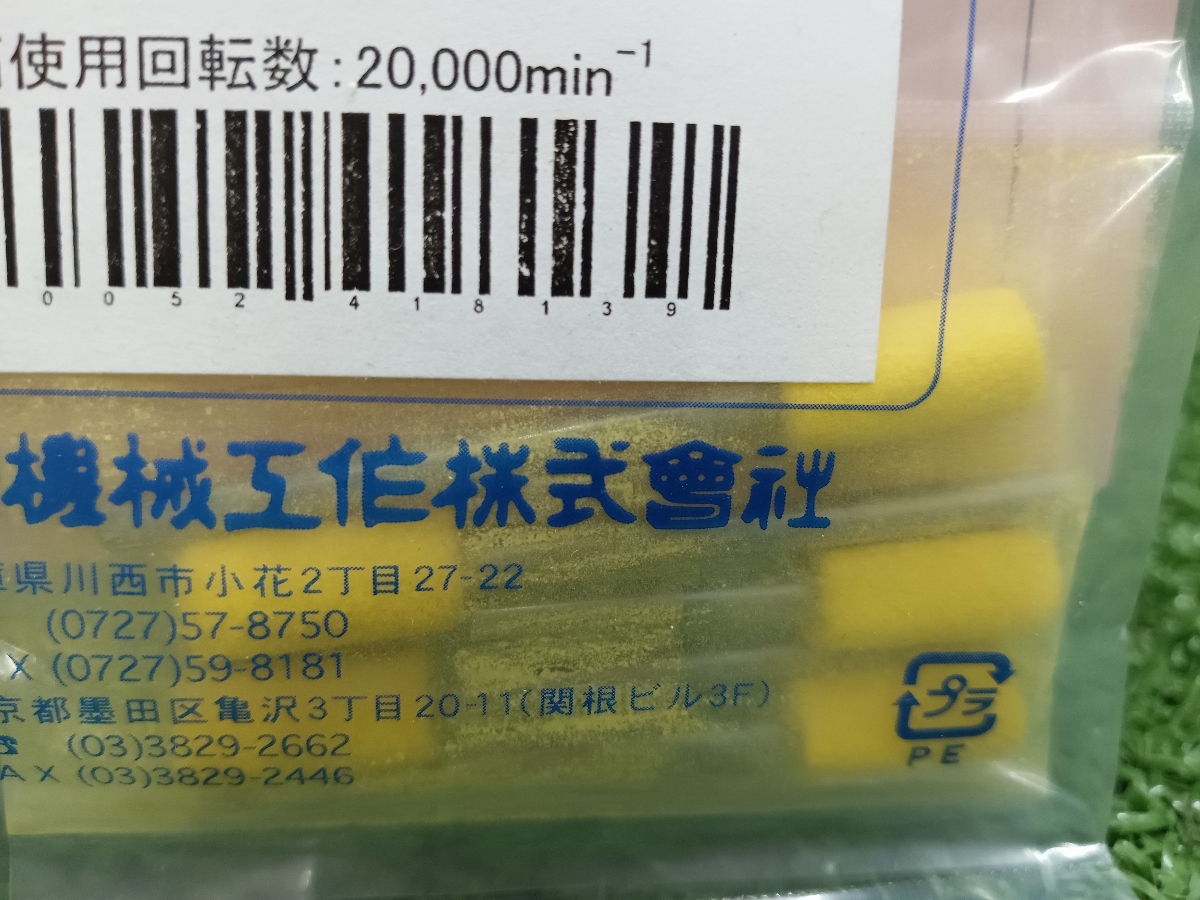 使用回転数:20,000min⁻¹
0 0 5 2 4 1 8 1 3 9
機械工作株式會社
県川西市小花2丁目27-22
(0727)57-8750
X (0727)59-8181
京都墨田区亀沢3丁目20-11(関根ビル3F)
(03)3829-2662
AX (03)3829-2446
プラ
PE